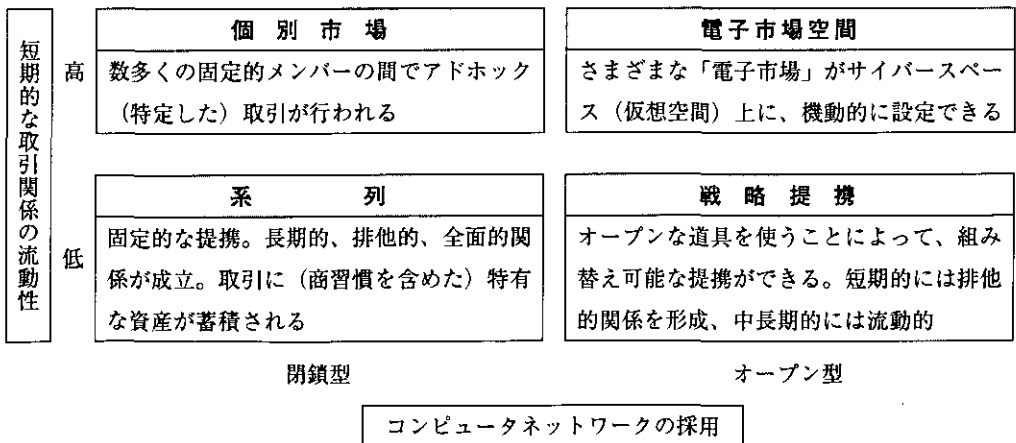 短期的な取引関係の流動性
高
個別市場
数多くの固定的メンバーの間でアドホック
(特定した)取引が行われる
電子市場空間
さまざまな「電子市場」がサイバースペー
ス(仮想空間)上に、機動的に設定できる
低
系列
固定的な提携。長期的、排他的、全面的関
係が成立。取引に(商習慣を含めた)特有
な資産が蓄積される
戦略提携
オープンな道具を使うことによって、組み
替え可能な提携ができる。短期的には排他
的関係を形成、中長期的には流動的
閉鎖型
オープン型
コンピュータネットワークの採用